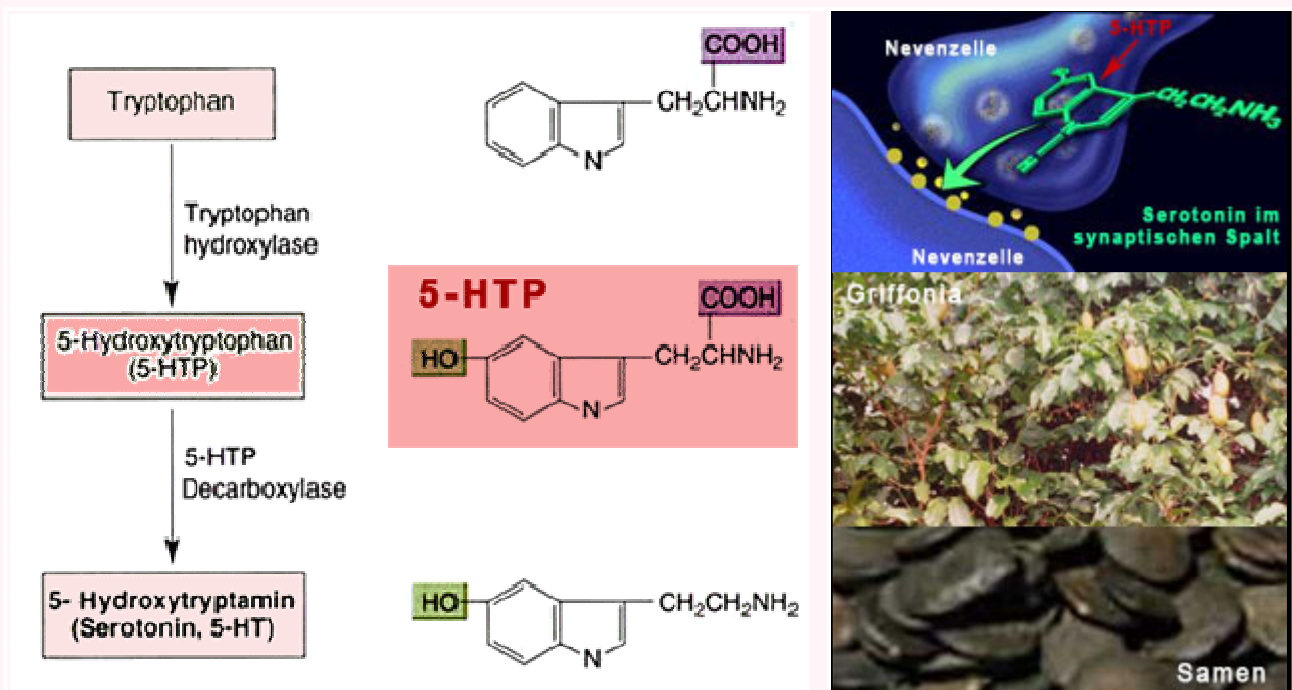 Tryptophan
Tryptophan
hydroxylase
5-Hydroxytryptophan
(5-HTP)
5-HTP
Decarboxylase
5- Hydroxytryptamin
(Serotonin, 5-HT)
COOH
CH₂CHNH₂
N
5-HTP
COOH
HO
CH₂CHNH₂
N
HO
CH₂CH₂NH₂
N
5-HTP
Nevenzelle
CH₂CH₂NH₃
N
H
Serotonin im
synaptischen Spalt
Nevenzelle
Griffonia
Samen